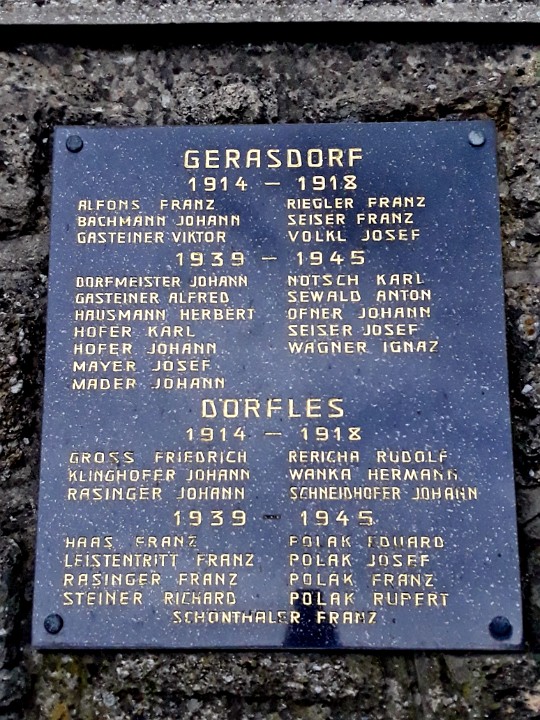 GERASDORF
1914 – 1918
ALFONS FRANZ RIEGLER FRANZ
BACHMANN JOHANN SEISER FRANZ
GASTEINER VIKTOR VÖLKL JOSEF
1939 – 1945
DORFMEISTER JOHANN NÖTSCH KARL
GASTEINER ALFRED SEWALD ANTON
HAUSMANN HERBERT OFNER JOHANN
HOFER KARL SEISER JOSEF
HOFER JOHANN WAGNER IGNAZ
MAYER JOSEF
MADER JOHANN
DÖRFLES
1914 – 1918
GROSS FRIEDRICH RERICHA RUDOLF
KLINGHOFER JOHANN WANKA HERMANN
RASINGER JOHANN SCHNEIDHOFER JOHANN
1939 – 1945
HAAS FRANZ POLAK EDUARD
LEISTENTRITT FRANZ POLAK JOSEF
RASINGER FRANZ POLAK FRANZ
STEINER RICHARD POLAK RUPERT
SCHÖNTHALER FRANZ